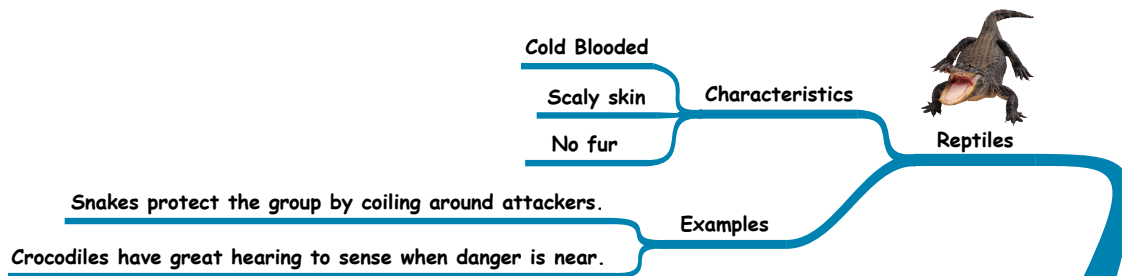 Cold Blooded
Scaly skin
Characteristics
No fur
Reptiles
Snakes protect the group by coiling around attackers.
Examples
Crocodiles have great hearing to sense when danger is near.